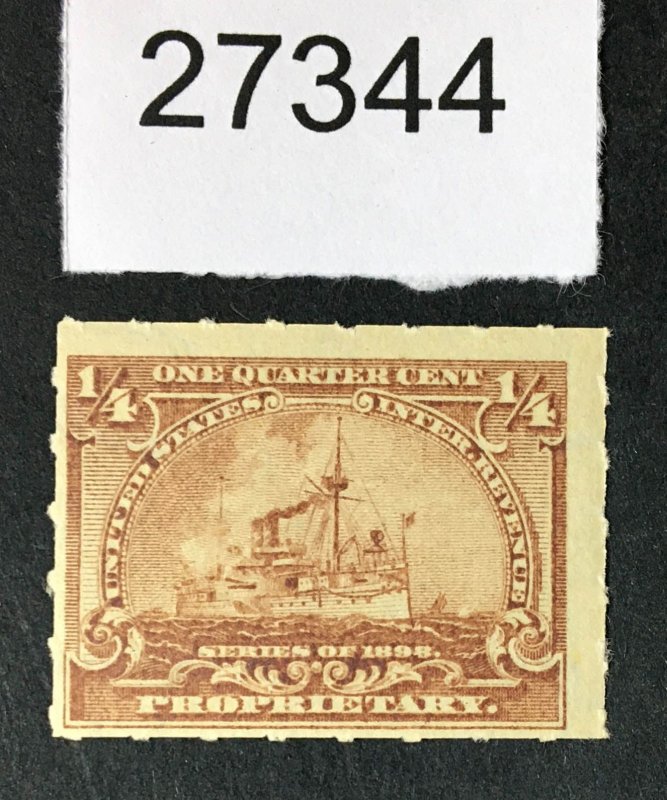 27344
1/4 ONE QUARTER CENT 1/4
UNITED STATES INTER. REVENUE
SERIES OF 1898.
PROPRIETARY.